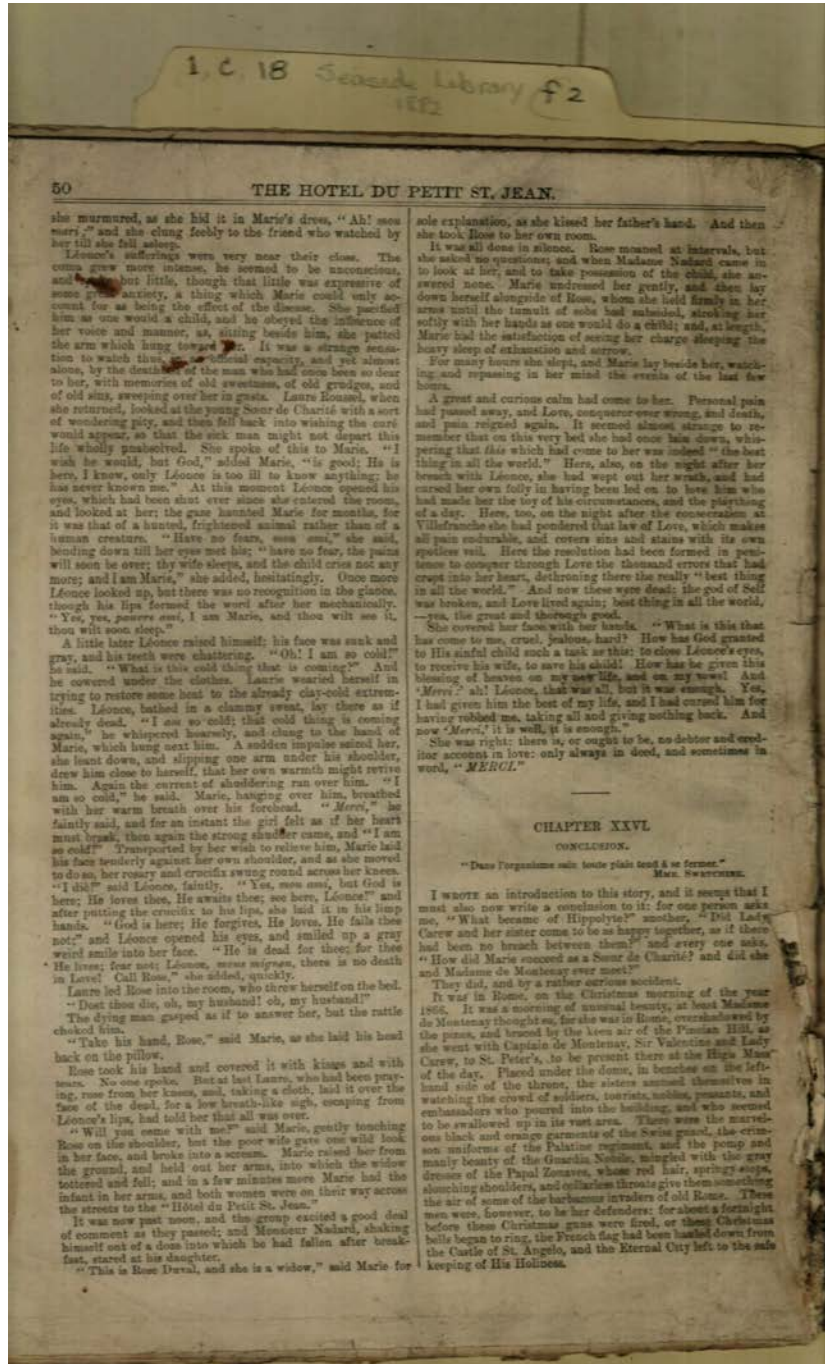 1. C. 18 Seaside Library f 2
1882
50
THE HOTEL DU PETIT ST. JEAN.
she murmured, as she hid it in Marie's dress, "Ah! mon
mari;" and she clung feebly to the friend who watched by
her till she fell asleep.
Léonce's sufferings were very near their close. The
coma grew more intense, he seemed to be unconscious,
and but little, though that little was expressive of
some great anxiety, a thing which Marie could only ac-
count for as being the effect of the disease. She pacified
him as one would a child, and he obeyed the influence of
her voice and manner, as, sitting beside him, she patted
the arm which hung toward her. It was a strange sensa-
tion to watch thus, capacity, and yet almost
alone, by the death of the man who had once been so dear
to her, with memories of old sweetness, of old grudges, and
of old sins, sweeping over her in gusts. Laure Roussel, when
she returned, looked at the young Sœur de Charité with a sort
of wondering pity, and then fell back into wishing the curé
would appear, so that the sick man might not depart this
life wholly unabsolved. She spoke of this to Marie. "I
wish he would, but God," added Marie, "is good; He is
here, I know, only Léonce is too ill to know anything; he
has never known me." At this moment Léonce opened his
eyes, which had been shut ever since she entered the room,
and looked at her; the gaze haunted Marie for months, for
it was that of a hunted, frightened animal rather than of a
human creature. "Have no fears, mon ami," she said,
bending down till her eyes met his; "have no fear, the pains
will soon be over; thy wife sleeps, and the child cries not any
more; and I am Marie," she added, hesitatingly. Once more
Léonce looked up, but there was no recognition in the glance,
though his lips formed the word after her mechanically.
"Yes, yes, pauvre ami, I am Marie, and thou wilt see it,
thou wilt soon sleep."
A little later Léonce raised himself; his face was sunk and
gray, and his teeth were chattering. "Oh! I am so cold!"
he said. "What is this cold thing that is coming?" And
he cowered under the clothes. Laurie wearied herself in
trying to restore some heat to the already clay-cold extrem-
ities. Léonce, bathed in a clammy sweat, lay there as if
already dead. "I am so cold; that cold thing is coming
again," he whispered hoarsely, and clung to the hand of
Marie, which hung next him. A sudden impulse seized her,
she leant down, and slipping one arm under his shoulder,
drew him close to herself, that her own warmth might revive
him. Again the current of shuddering ran over him. "I
am so cold," he said. Marie, hanging over him, breathed
with her warm breath over his forehead. "Merci," he
faintly said, and for an instant the girl felt as if her heart
must break, then again the strong shudder came, and "I am
so cold!" Transported by her wish to relieve him, Marie laid
his face tenderly against her own shoulder, and as she moved
to do so, her rosary and crucifix swung round across her knees.
"I die!" said Léonce, faintly. "Yes, mon ami, but God is
here; He loves thee, He awaits thee; see here, Léonce!" and
after putting the crucifix to his lips, she laid it in his limp
hands. "God is here; He forgives, He loves, He fails thee
not;" and Léonce opened his eyes, and smiled up a gray
weird smile into her face. "He is dead for thee; for thee
He lives; fear not; Léonce, mon mignon, there is no death
in Love! Call Rose," she added, quickly.
Laure led Rose into the room, who threw herself on the bed.
"Dost thou die, oh, my husband! oh, my husband!"
The dying man gasped as if to answer her, but the rattle
choked him.
"Take his hand, Rose," said Marie, as she laid his head
back on the pillow.
Rose took his hand and covered it with kisses and with
tears. No one spoke. But at last Laure, who had been pray-
ing, rose from her knees, and, taking a cloth, laid it over the
face of the dead, for a low breath-like sigh, escaping from
Léonce's lips, had told her that all was over.
"Will you come with me?" said Marie, gently touching
Rose on the shoulder, but the poor wife gave one wild look
in her face, and broke into a scream. Marie raised her from
the ground, and held out her arms, into which the widow
tottered and fell; and in a few minutes more Marie had the
infant in her arms, and both women were on their way across
the streets to the "Hôtel du Petit St. Jean."
It was now past noon, and the group excited a good deal
of comment as they passed; and Monsieur Nadard, shaking
himself out of a doze into which he had fallen after break-
fast, stared at his daughter.
"This is Rose Duval, and she is a widow," said Marie for
sole explanation, as she kissed her father's hand. And then
she took Rose to her own room.
It was all done in silence. Rose moaned at intervals, but
she asked no questions; and when Madame Nadard came in
to look at her, and to take possession of the child, she an-
swered none. Marie undressed her gently, and then lay
down herself alongside of Rose, whom she held firmly in her
arms until the tumult of sobs had subsided, stroking her
softly with her hands as one would do a child; and, at length,
Marie had the satisfaction of seeing her charge sleeping the
heavy sleep of exhaustion and sorrow.
For many hours she slept, and Marie lay beside her, watch-
ing and repassing in her mind the events of the last few
hours.
A great and curious calm had come to her. Personal pain
had passed away, and Love, conqueror over wrong, and death,
and pain reigned again. It seemed almost strange to re-
member that on this very bed she had once lain down, whis-
pering that this which had come to her was indeed "the best
thing in all the world." Here, also, on the night after her
breach with Léonce, she had wept out her wrath, and had
cursed her own folly in having been led on to love him who
had made her the toy of his circumstances, and the plaything
of a day. Here, too, on the night after the consecration at
Villefranche she had pondered that law of Love, which makes
all pain endurable, and covers sins and stains with its own
spotless veil. Here the resolution had been formed in peni-
tence to conquer through Love the thousand errors that had
crept into her heart, dethroning there the really "best thing
in all the world." And now these were dead; the god of Self
was broken, and Love lived again; best thing in all the world,
—yes, the great and thorough good.
She covered her face with her hands. "What is this that
has come to me, cruel, jealous, hard? How has God granted
to His sinful child such a task as this: to close Léonce's eyes,
to receive his wife, to save his child! How has he given this
blessing of heaven on my new life, and on my vows! And
'Merci!' ah! Léonce, that was all, but it was enough. Yes,
I had given him the best of my life, and I had cursed him for
having robbed me, taking all and giving nothing back. And
now 'Merci,' it is well, it is enough."
She was right: there is, or ought to be, no debtor and cred-
itor account in love: only always in deed, and sometimes in
word, "MERCI."
CHAPTER XXVI.
CONCLUSION.
"Dans l'organisme sain toute plaie tend à se fermer."
MME. SWETCHINE.
I WROTE an introduction to this story, and it seems that I
must also now write a conclusion to it: for one person asks
me, "What became of Hippolyte?" another, "Did Lady
Carew and her sister come to be as happy together, as if there
had been no breach between them?" and every one asks,
"How did Marie succeed as a Sœur de Charité? and did she
and Madame de Montenay ever meet?"
They did, and by a rather curious accident.
It was in Rome, on the Christmas morning of the year
1866. It was a morning of unusual beauty, at least Madame
de Montenay thought so, for she was in Rome, overshadowed by
the pines, and braced by the keen air of the Pincian Hill, as
she went with Captain de Montenay, Sir Valentine and Lady
Carew, to St. Peter's, to be present there at the High Mass
of the day. Placed under the dome, in benches on the left-
hand side of the throne, the sisters amused themselves in
watching the crowd of soldiers, tourists, nobles, peasants, and
embassadors who poured into the building, and who seemed
to be swallowed up in its vast area. There were the marvel-
ous black and orange garments of the Swiss guard, the crim-
son uniforms of the Palatine regiment, and the pomp and
manly beauty of the Guardia Nobile, mingled with the gray
dresses of the Papal Zouaves, whose red hair, springy steps,
slouching shoulders, and collarless throats give them something
the air of some of the barbarous invaders of old Rome. These
men were, however, to be her defenders: for about a fortnight
before these Christmas guns were fired, or these Christmas
bells began to ring, the French flag had been hauled down from
the Castle of St. Angelo, and the Eternal City left to the safe
keeping of His Holiness.